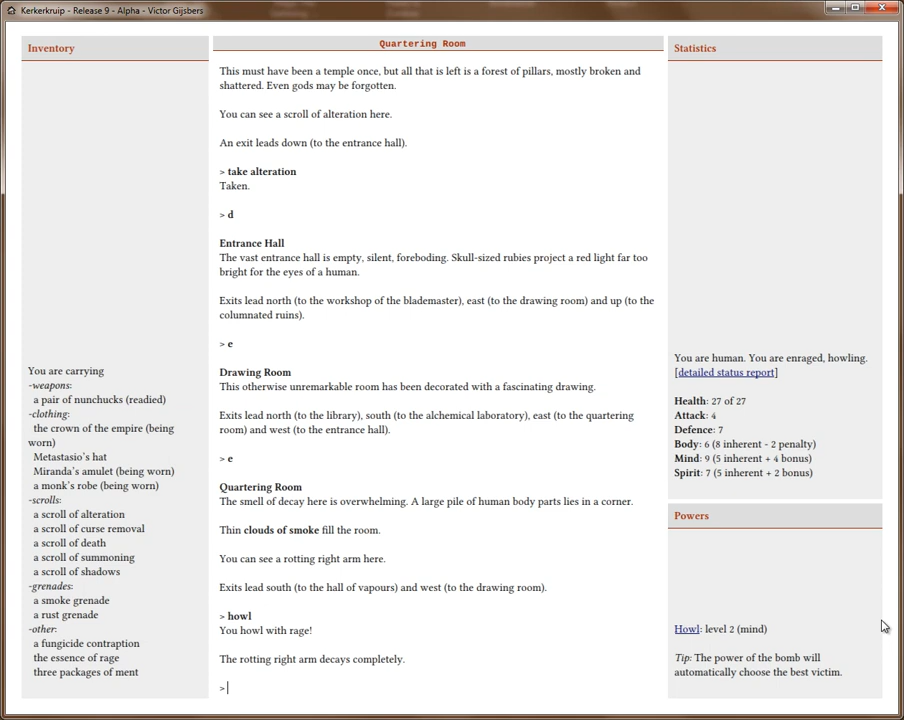 Kerkerkruip - Release 9 - Alpha - Victor Gijsbers
Inventory
You are carrying
-weapons:
a pair of nunchucks (readied)
-clothing:
the crown of the empire (being
worn)
Metastasio's hat
Miranda's amulet (being worn)
a monk's robe (being worn)
-scrolls:
a scroll of alteration
a scroll of curse removal
a scroll of death
a scroll of summoning
a scroll of shadows
-grenades:
a smoke grenade
a rust grenade
-other:
a fungicide contraption
the essence of rage
three packages of ment
Quartering Room
This must have been a temple once, but all that is left is a forest of pillars, mostly broken and
shattered. Even gods may be forgotten.
You can see a scroll of alteration here.
An exit leads down (to the entrance hall).
> take alteration
Taken.
> d
Entrance Hall
The vast entrance hall is empty, silent, foreboding. Skull-sized rubies project a red light far too
bright for the eyes of a human.
Exits lead north (to the workshop of the blademaster), east (to the drawing room) and up (to the
columnated ruins).
> e
Drawing Room
This otherwise unremarkable room has been decorated with a fascinating drawing.
Exits lead north (to the library), south (to the alchemical laboratory), east (to the quartering
room) and west (to the entrance hall).
> e
Quartering Room
The smell of decay here is overwhelming. A large pile of human body parts lies in a corner.
Thin clouds of smoke fill the room.
You can see a rotting right arm here.
Exits lead south (to the hall of vapours) and west (to the drawing room).
> howl
You howl with rage!
The rotting right arm decays completely.
>
Statistics
You are human. You are enraged, howling.
[detailed status report]
Health: 27 of 27
Attack: 4
Defence: 7
Body: 6 (8 inherent - 2 penalty)
Mind: 9 (5 inherent + 4 bonus)
Spirit: 7 (5 inherent + 2 bonus)
Powers
Howl: level 2 (mind)
Tip: The power of the bomb will
automatically choose the best victim.